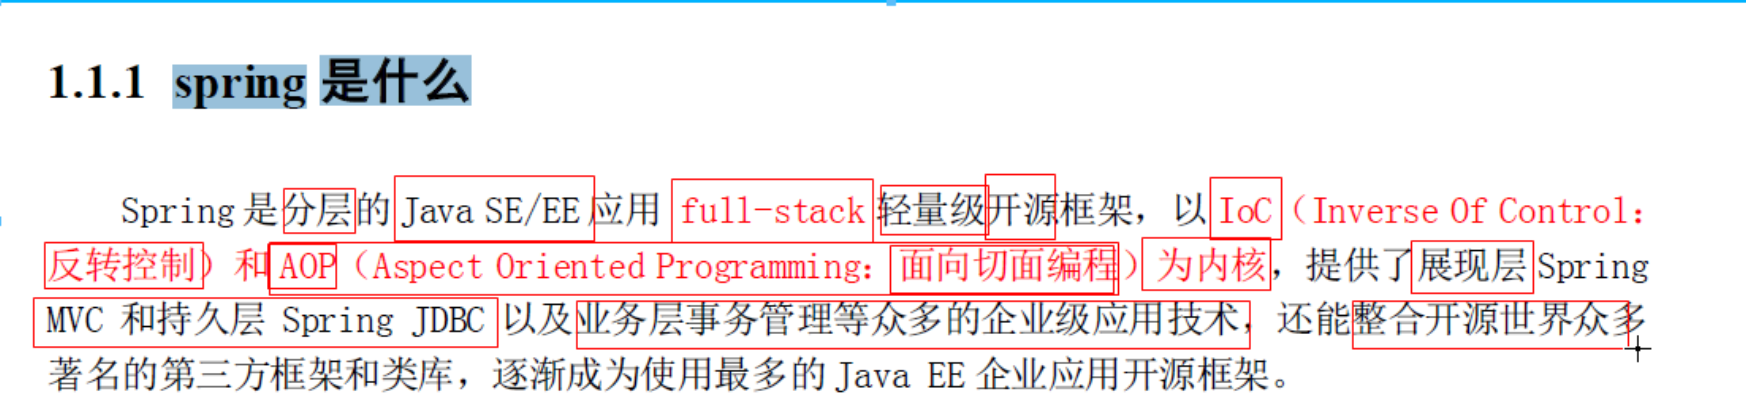 1.1.1 spring 是什么
Spring 是分层的 Java SE/EE 应用 full-stack 轻量级开源框架，以 IoC（Inverse Of Control：
反转控制）和 AOP（Aspect Oriented Programming：面向切面编程）为内核，提供了展现层 Spring
MVC 和持久层 Spring JDBC 以及业务层事务管理等众多的企业级应用技术，还能整合开源世界众多
著名的第三方框架和类库，逐渐成为使用最多的 Java EE 企业应用开源框架。